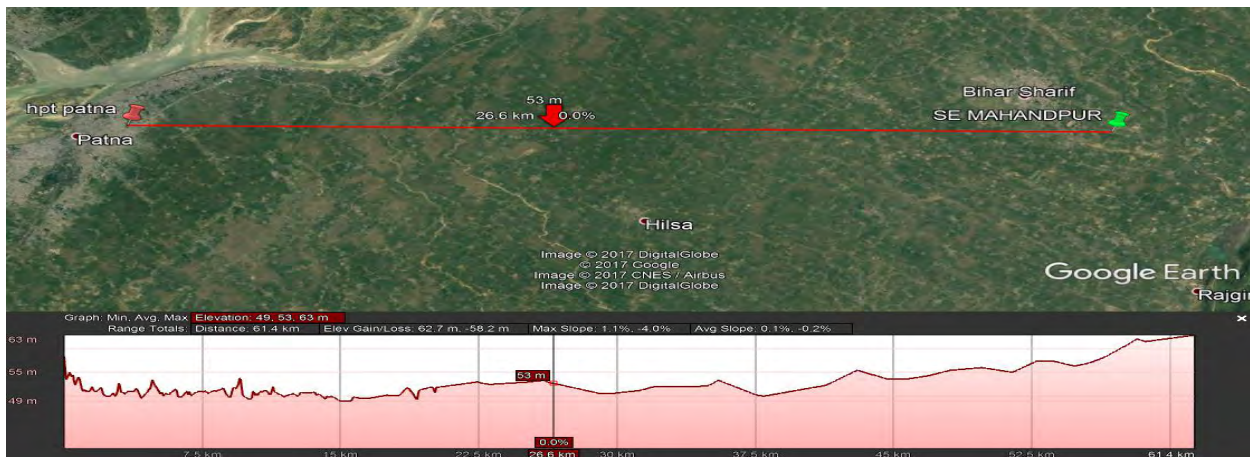 hpt patna
Patna
53 m
26.6 km 0.0%
Bihar Sharif
SE MAHANDPUR
Hilsa
Image © 2017 DigitalGlobe
© 2017 Google
Image © 2017 CNES / Airbus
Image © 2017 DigitalGlobe
Google Earth
Rajgir
Graph: Min, Avg, Max Elevation: 49, 53, 63 m
Range Totals: Distance: 61.4 km Elev Gain/Loss: 62.7 m, -58.2 m Max Slope: 1.1%, -4.0% Avg Slope: 0.1%, -0.2%
63 m
55 m
49 m
53 m
0.0%
7.5 km 15 km 22.5 km 26.6 km 30 km 37.5 km 45 km 52.5 km 61.4 km